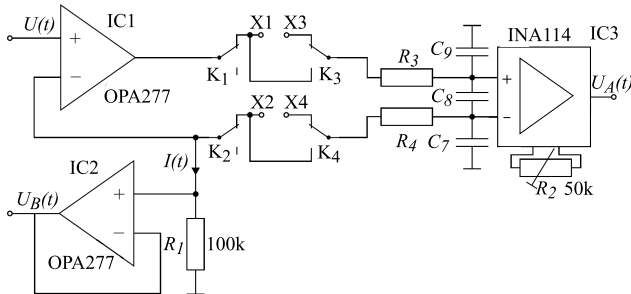 U(t)
IC1
OPA277
X1 X3
K1
K3
R3
C9
INA114 IC3
UA(t)
C8
X2 X4
K2
K4
R4
C7
R2 50k
I(t)
IC2
UB(t)
OPA277
R1 100k
+
−
+
−
+
−